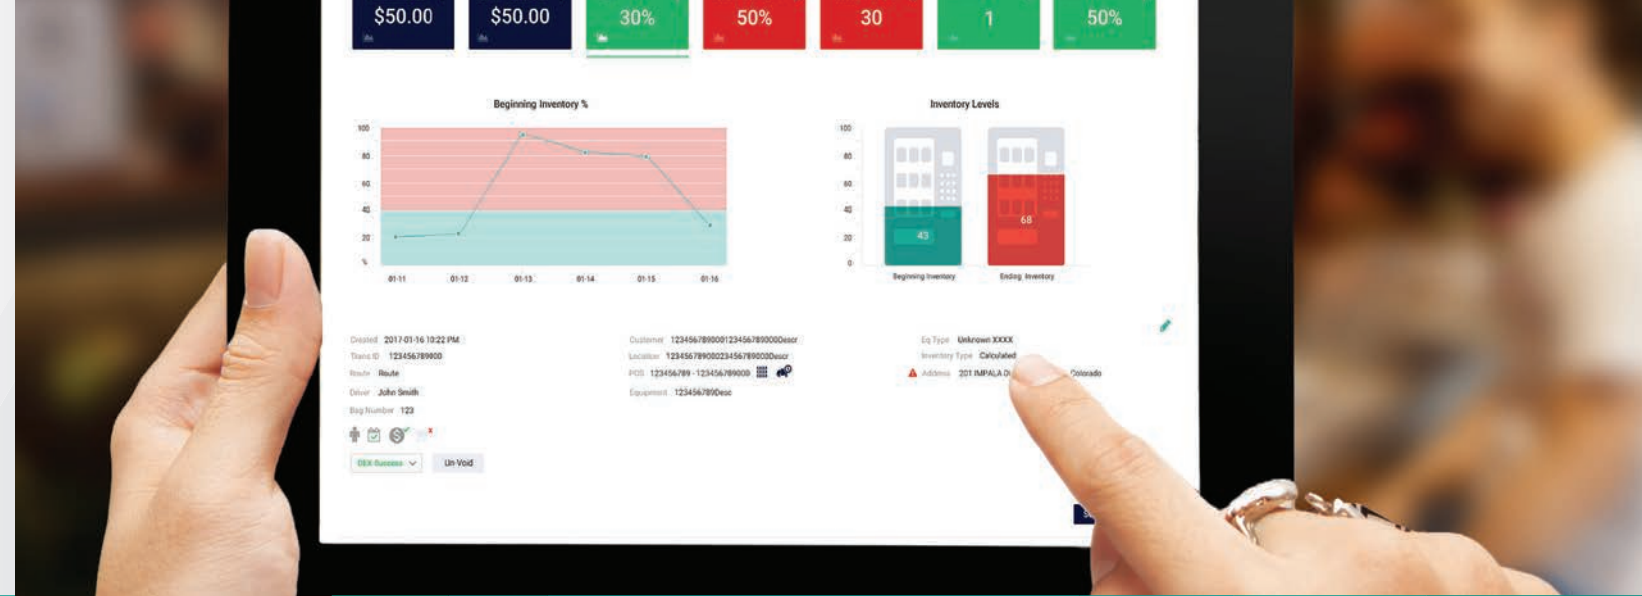 $50.00 $50.00 30% 50% 30 1 50%
Beginning Inventory %
100
80
60
40
20
%
01-11 01-12 01-13 01-14 01-15 01-16
Inventory Levels
100
80
60
40
20
0
43
68
Beginning Inventory Ending Inventory
Created 2017-01-16 10:22 PM
Trans ID 123456789000
Route Route
Driver John Smith
Bag Number 123
DEX-Success Un-Void
Customer 123456789000123456789000Descr
Location 12345678900023456789000Descr
POS 123456789 - 123456789000
Equipment 123456789Desc
Eq Type Unknown XXXX
Inventory Type Calculated
Address 201 IMPALA Colorado